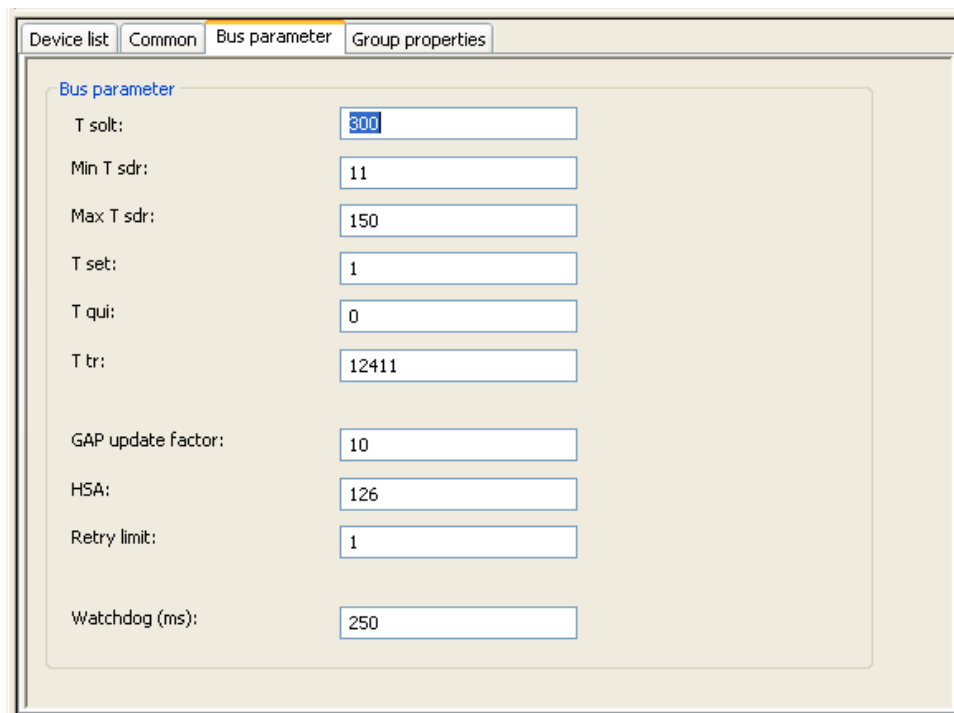 Device list Common Bus parameter Group properties
Bus parameter
T solt: 300
Min T sdr: 11
Max T sdr: 150
T set: 1
T qui: 0
T tr: 12411
GAP update factor: 10
HSA: 126
Retry limit: 1
Watchdog (ms): 250